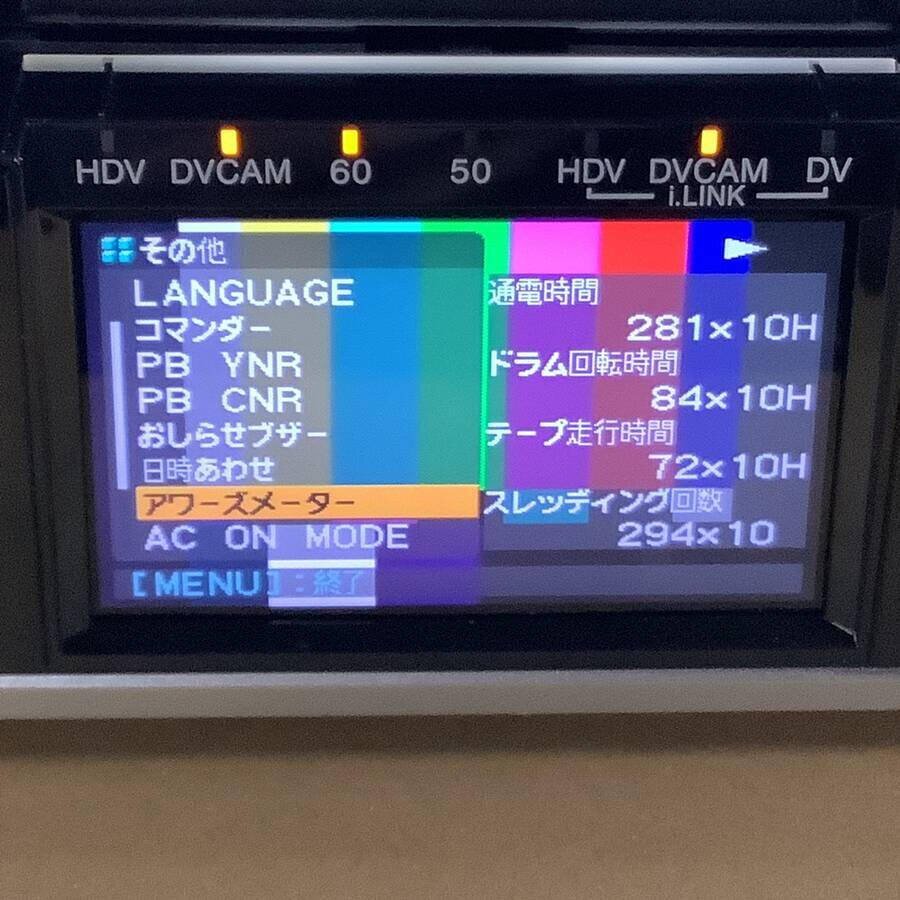 HDV DVCAM 60 50 HDV DVCAM DV
i.LINK
その他
LANGUAGE
コマンダー
PB YNR
PB CNR
おしらせブザー
日時あわせ
アワーズメーター
AC ON MODE
[MENU]:終了
通電時間
281×10H
ドラム回転時間
84×10H
テープ走行時間
72×10H
スレッディング回数
294×10